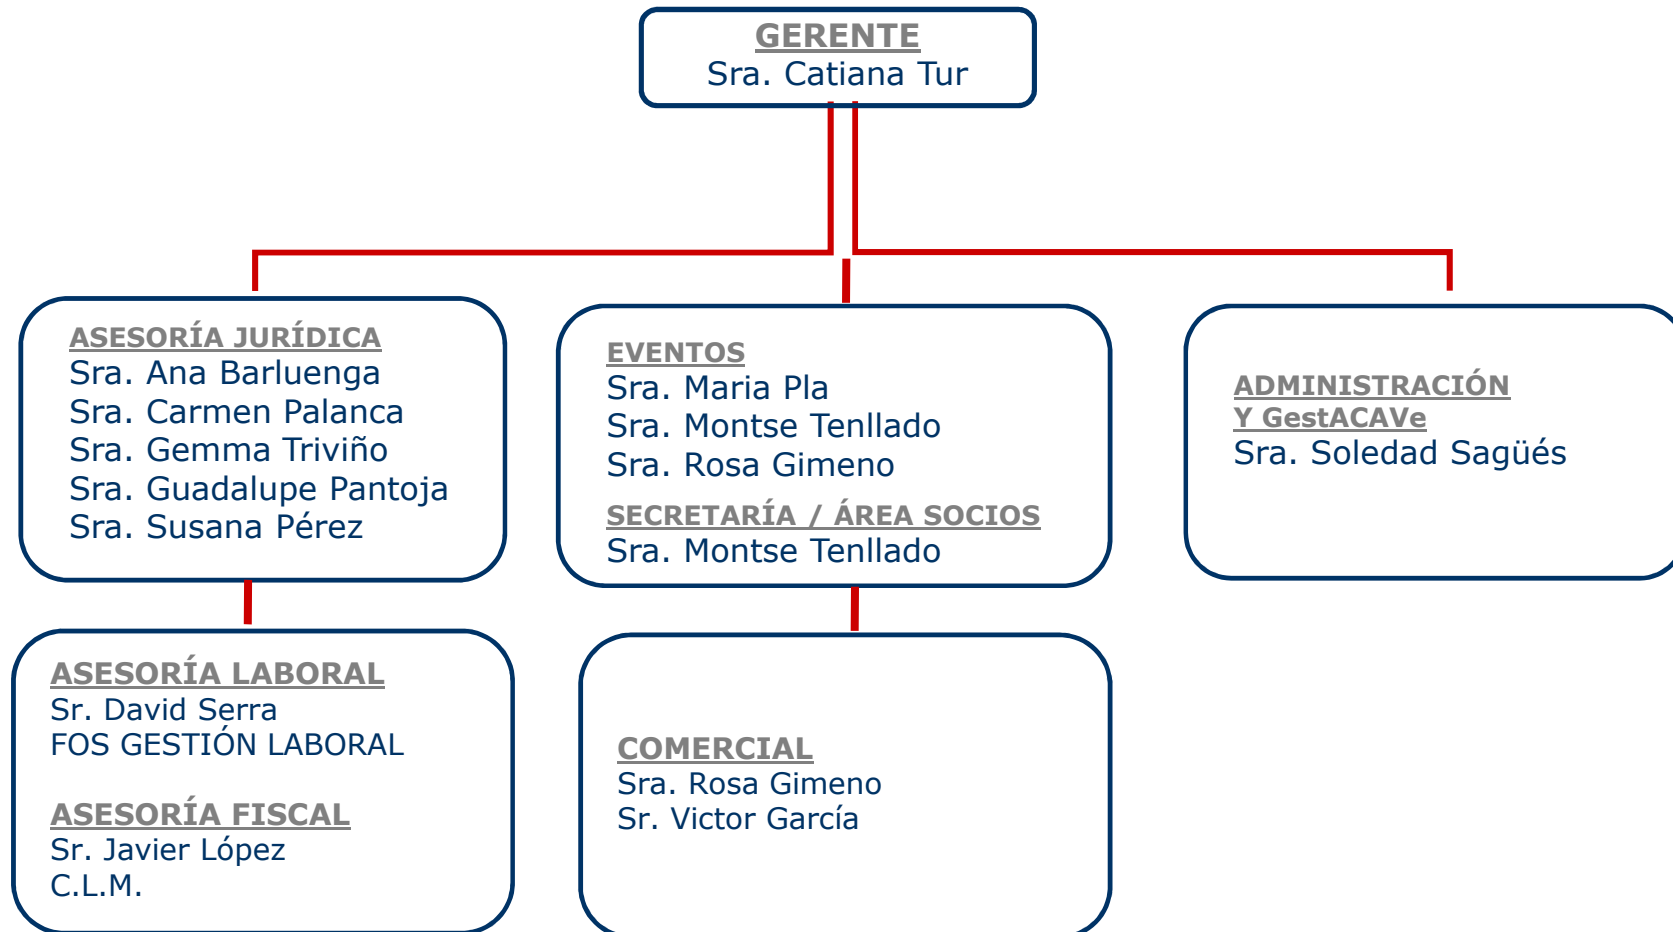 GERENTE
Sra. Catiana Tur
ASESORÍA JURÍDICA
Sra. Ana Barluenga
Sra. Carmen Palanca
Sra. Gemma Triviño
Sra. Guadalupe Pantoja
Sra. Susana Pérez
EVENTOS
Sra. Maria Pla
Sra. Montse Tenllado
Sra. Rosa Gimeno
SECRETARÍA / ÁREA SOCIOS
Sra. Montse Tenllado
ADMINISTRACIÓN
Y GestACAVe
Sra. Soledad Sagüés
ASESORÍA LABORAL
Sr. David Serra
FOS GESTIÓN LABORAL
ASESORÍA FISCAL
Sr. Javier López
C.L.M.
COMERCIAL
Sra. Rosa Gimeno
Sr. Victor García